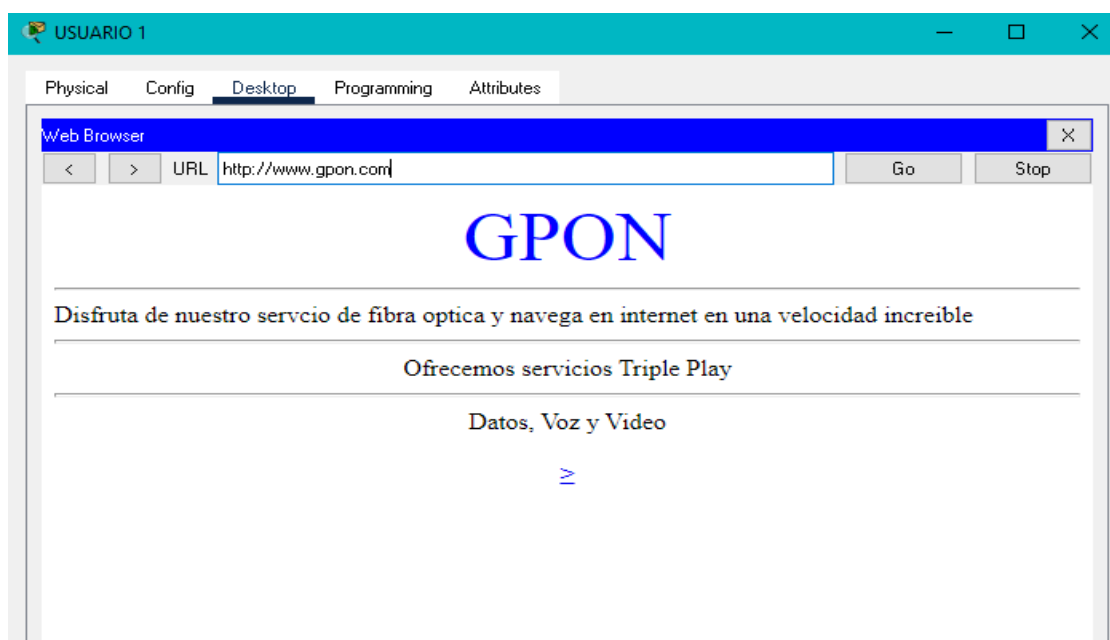 USUARIO 1
Physical Config Desktop Programming Attributes
Web Browser X
< > URL http://www.gpon.com Go Stop
GPON
Disfruta de nuestro servcio de fibra optica y navega en internet en una velocidad increible
Ofrecemos servicios Triple Play
Datos, Voz y Video
>